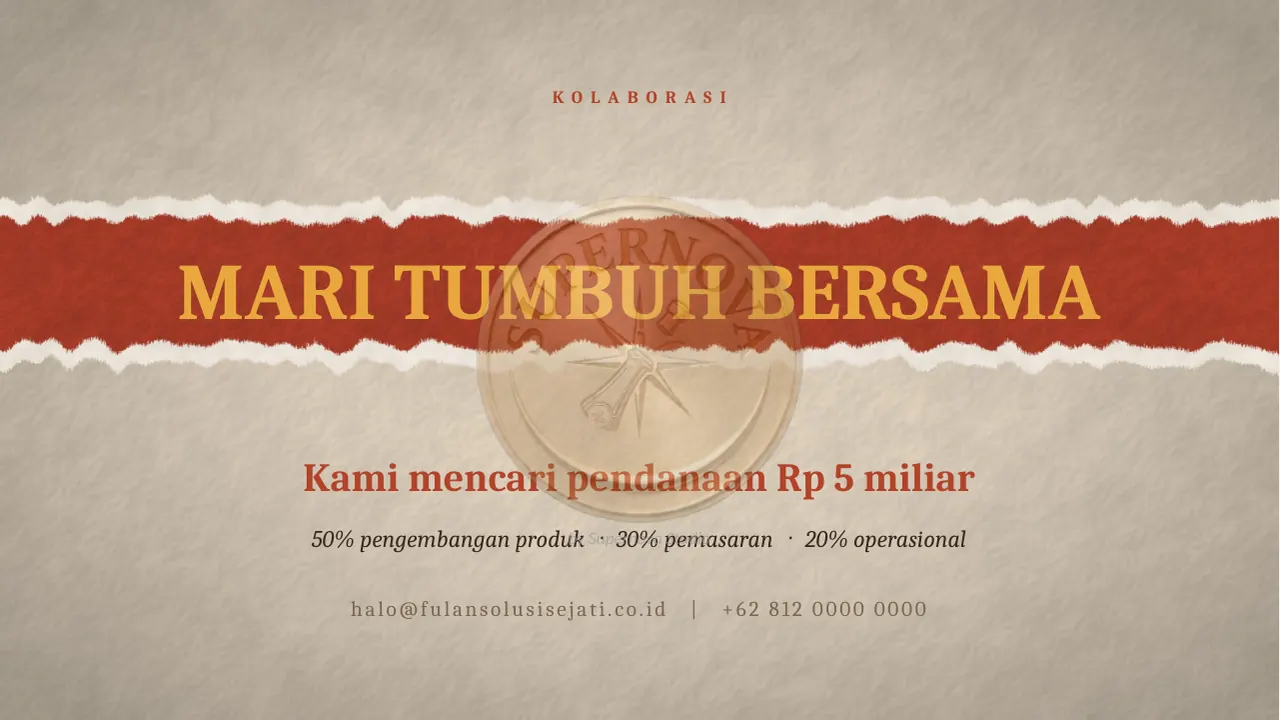 KOLABORASI
SUPERNOVA
MARI TUMBUH BERSAMA
Kami mencari pendanaan Rp 5 miliar
50% pengembangan produk · 30% pemasaran · 20% operasional
halo@fulansolusisejati.co.id | +62 812 0000 0000